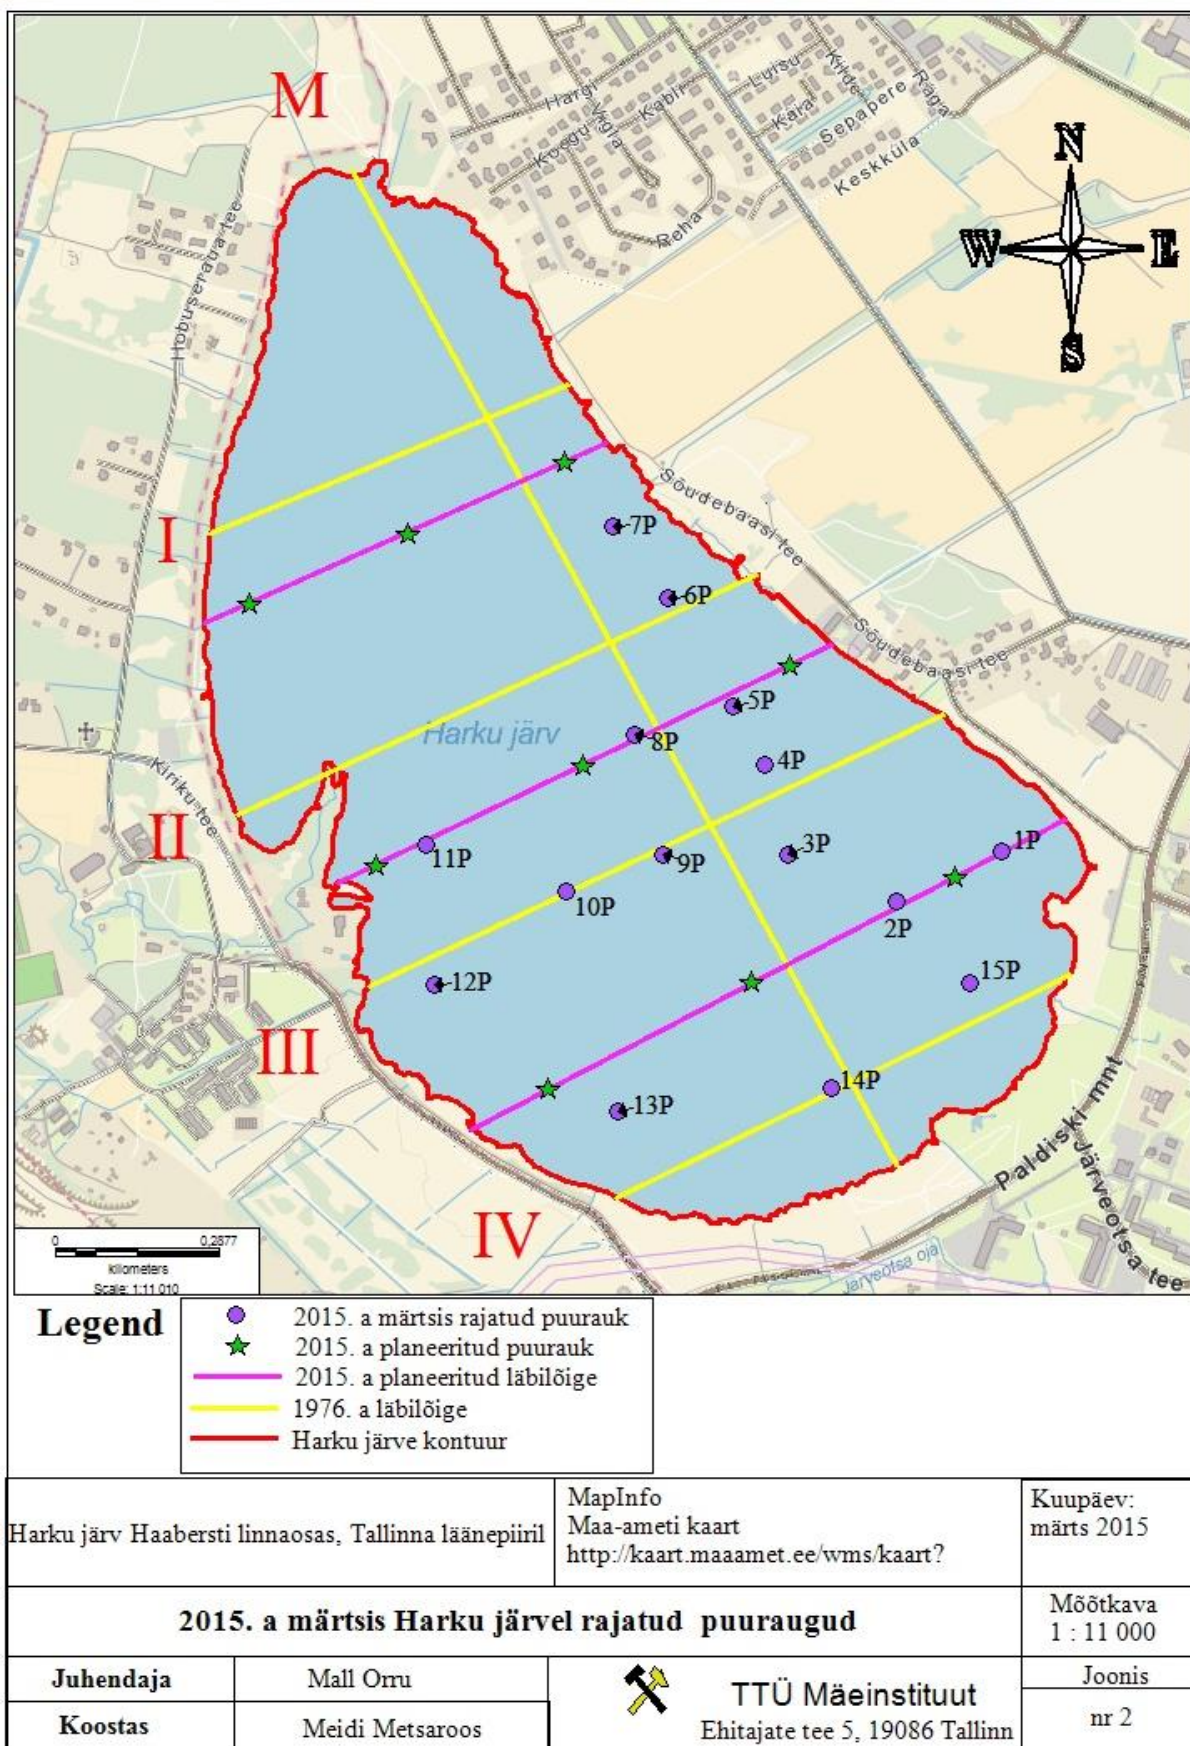 M
Hargi
Luisu
Kirde
Raga
Kabli
Kaia
Sepapere
Koogu
Vigla
Keskküla
Reha
N
W
E
S
Hobuseraua tee
I
Sõudebaasi tee
7P
6P
Sõudebaasi tee
5P
Harku järv
8P
4P
Kiriku tee
II
11P
9P
3P
1P
10P
2P
12P
15P
III
14P
13P
Paldiski mnt
Järveotsa tee
IV
Järveotsa oja
0 0,2877
kilometers
Scale: 1:11 010
Legend
2015. a märtsis rajatud puurauk
2015. a planeeritud puurauk
2015. a planeeritud läbilõige
1976. a läbilõige
Harku järve kontuur
Harku järv Haabersti linnaosas, Tallinna läänepiiril
MapInfo
Maa-ameti kaart
http://kaart.maaamet.ee/wms/kaart?
Kuupäev:
märts 2015
2015. a märtsis Harku järvel rajatud puuraugud
Mõõtkava
1 : 11 000
Juhendaja
Mall Orru
Koostas
Meidi Metsaroos
TTÜ Mäeinstituut
Ehitajate tee 5, 19086 Tallinn
Joonis
nr 2